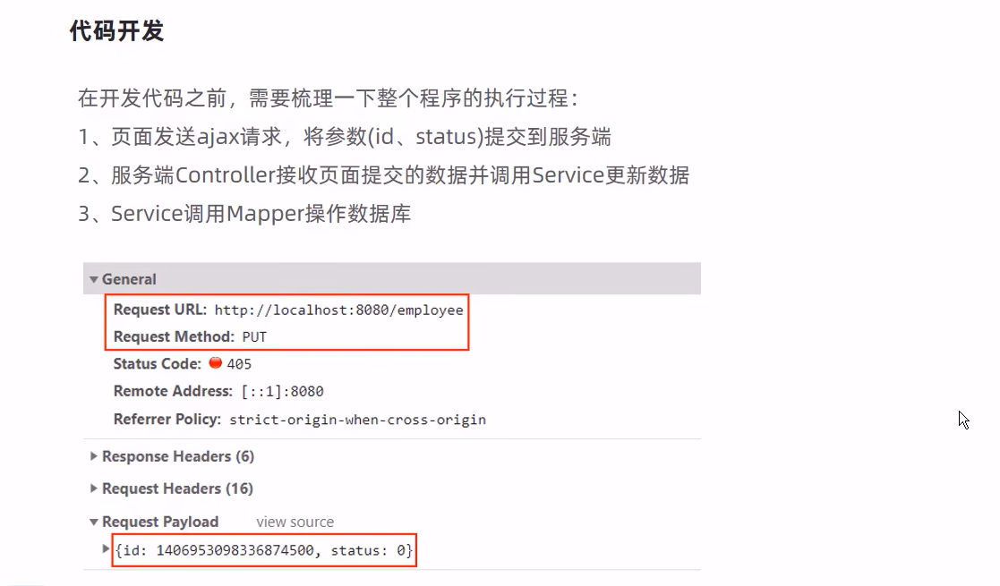 代码开发
在开发代码之前，需要梳理一下整个程序的执行过程：
1、页面发送ajax请求，将参数(id、status)提交到服务端
2、服务端Controller接收页面提交的数据并调用Service更新数据
3、Service调用Mapper操作数据库
General
Request URL: http://localhost:8080/employee
Request Method: PUT
Status Code: 405
Remote Address: [::1]:8080
Referrer Policy: strict-origin-when-cross-origin
Response Headers (6)
Request Headers (16)
Request Payload view source
{id: 1406953098336874500, status: 0}